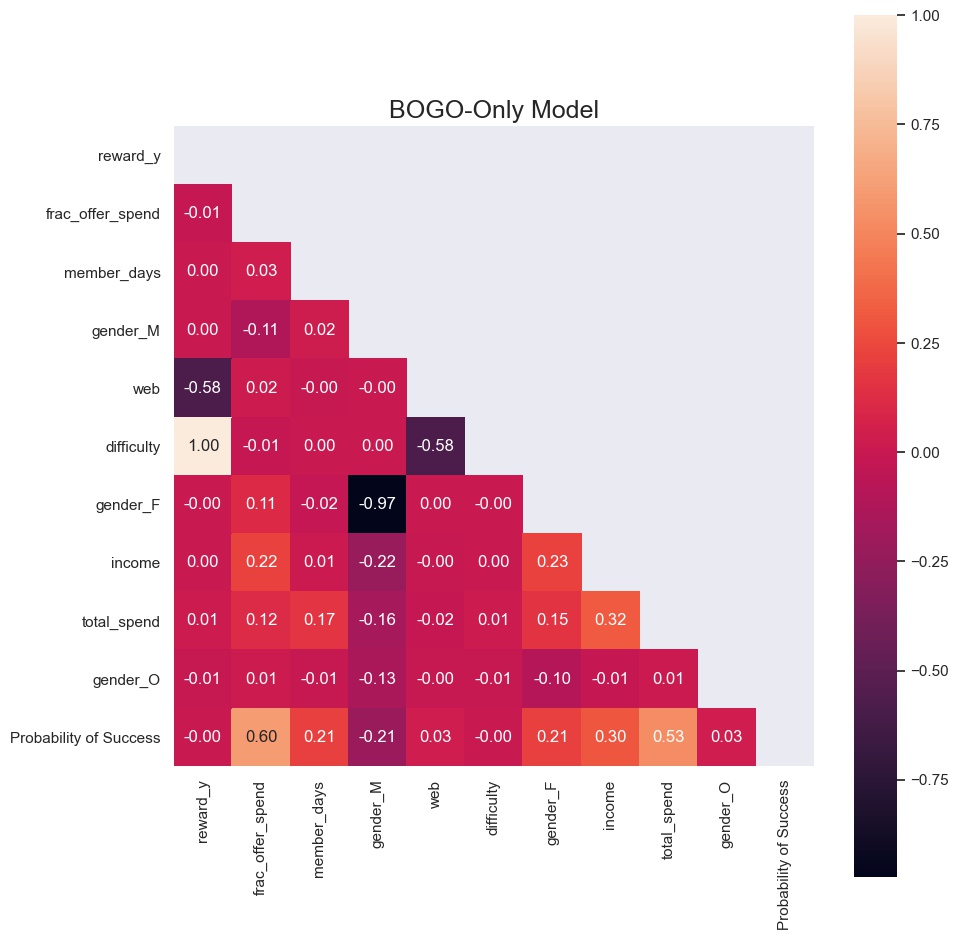 BOGO-Only Model
reward_y
frac_offer_spend -0.01
member_days 0.00 0.03
gender_M 0.00 -0.11 0.02
web -0.58 0.02 -0.00 -0.00
difficulty 1.00 -0.01 0.00 0.00 -0.58
gender_F -0.00 0.11 -0.02 -0.97 0.00 -0.00
income 0.00 0.22 0.01 -0.22 -0.00 0.00 0.23
total_spend 0.01 0.12 0.17 -0.16 -0.02 0.01 0.15 0.32
gender_O -0.01 0.01 -0.01 -0.13 -0.00 -0.01 -0.10 -0.01 0.01
Probability of Success -0.00 0.60 0.21 -0.21 0.03 -0.00 0.21 0.30 0.53 0.03
reward_y
frac_offer_spend
member_days
gender_M
web
difficulty
gender_F
income
total_spend
gender_O
Probability of Success
1.00
0.75
0.50
0.25
0.00
-0.25
-0.50
-0.75